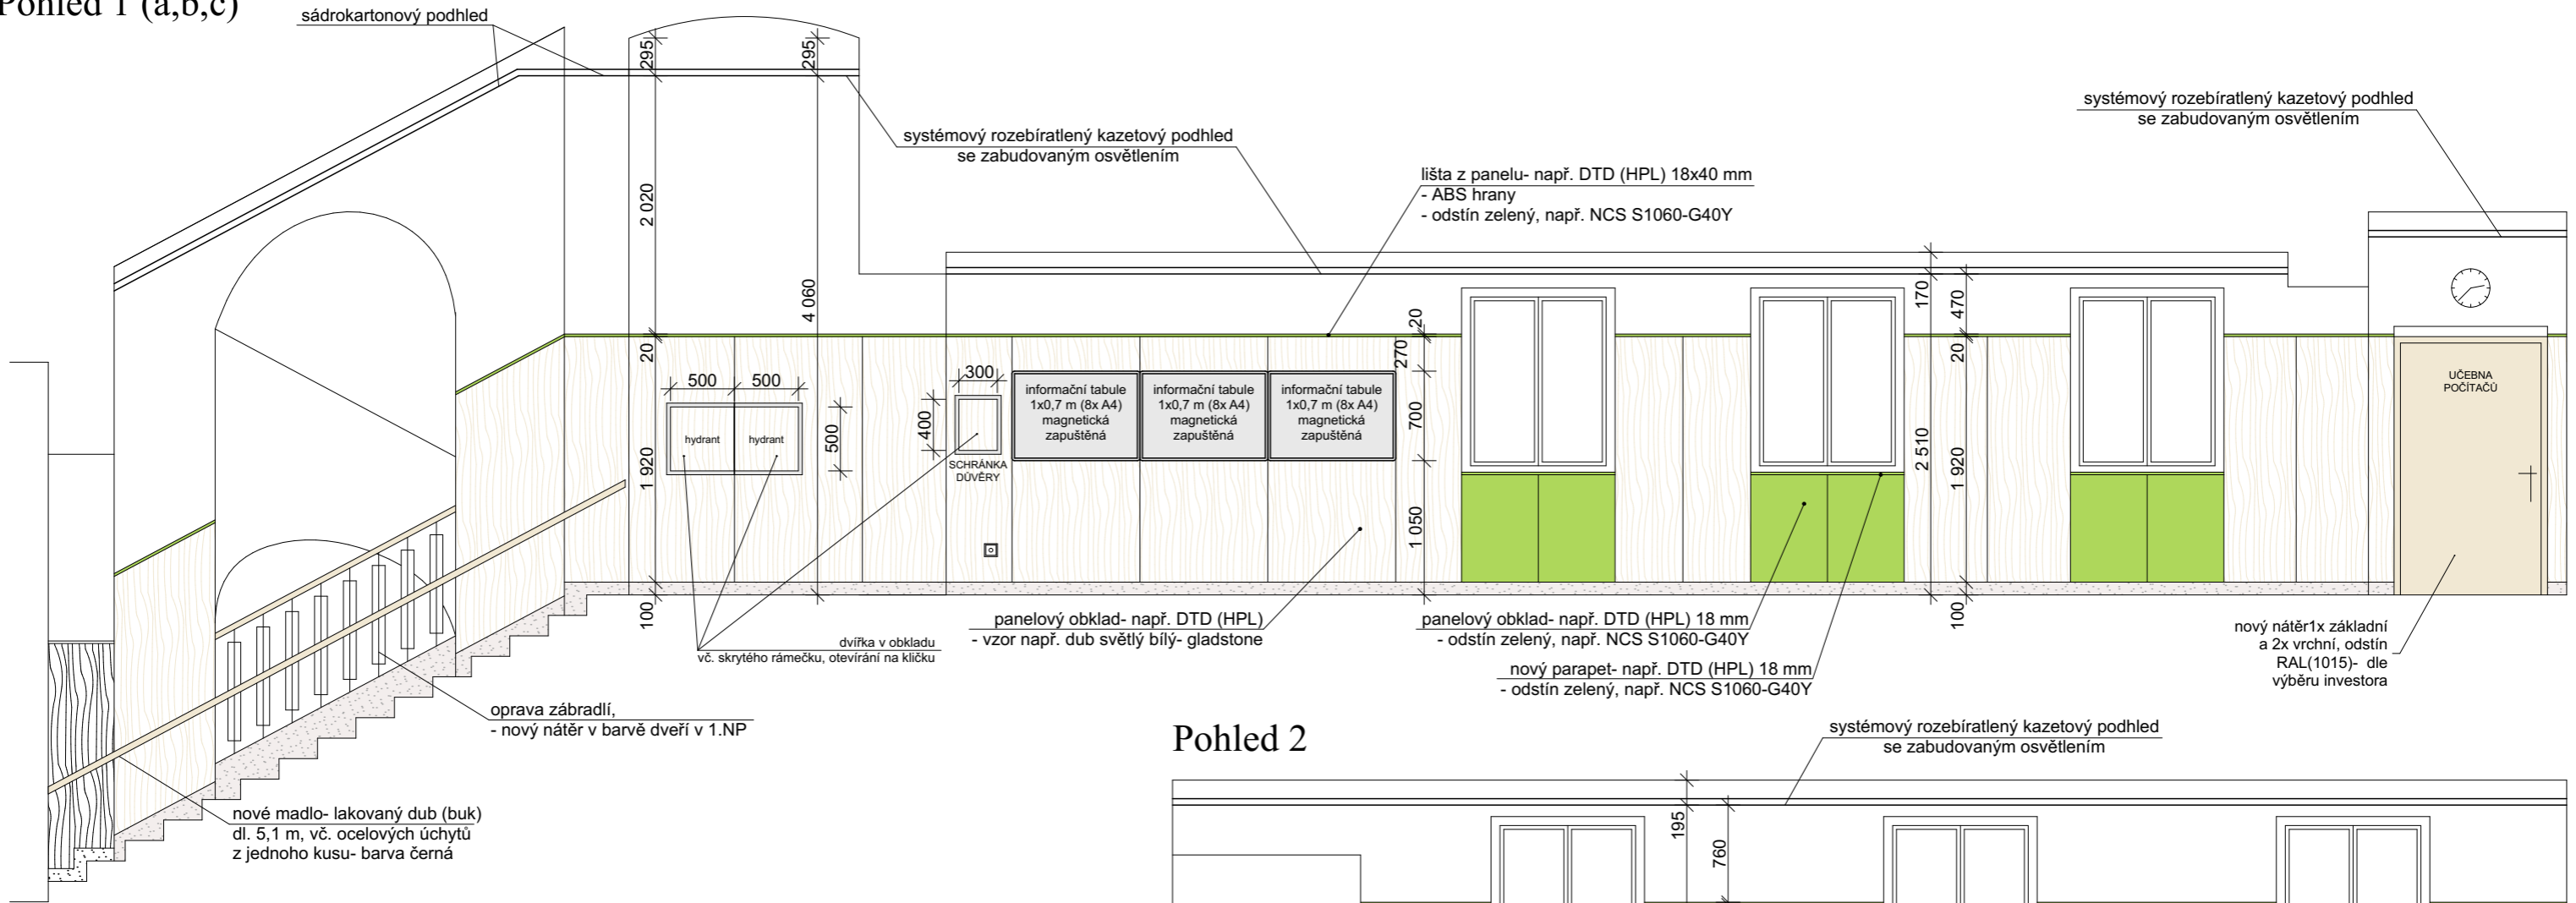 Pohled 1 (a,b,c)
sádrokartonový podhled
295
295
systémový rozebíratlený kazetový podhled
se zabudovaným osvětlením
systémový rozebíratlený kazetový podhled
se zabudovaným osvětlením
lišta z panelu- např. DTD (HPL) 18x40 mm
- ABS hrany
- odstín zelený, např. NCS S1060-G40Y
2 020
4 060
170
470
20
20
20
270
500
500
300
400
500
700
1 920
2 510
1 920
1 050
100
100
hydrant
hydrant
SCHRÁNKA
DŮVĚRY
informační tabule
1x0,7 m (8x A4)
magnetická
zapuštěná
informační tabule
1x0,7 m (8x A4)
magnetická
zapuštěná
informační tabule
1x0,7 m (8x A4)
magnetická
zapuštěná
UČEBNA
POČÍTAČŮ
dvířka v obkladu
vč. skrytého rámečku, otevírání na kličku
panelový obklad- např. DTD (HPL)
- vzor např. dub světlý bílý- gladstone
panelový obklad- např. DTD (HPL) 18 mm
- odstín zelený, např. NCS S1060-G40Y
nový parapet- např. DTD (HPL) 18 mm
- odstín zelený, např. NCS S1060-G40Y
nový nátěr1x základní
a 2x vrchní, odstín
RAL(1015)- dle
výběru investora
oprava zábradlí,
- nový nátěr v barvě dveří v 1.NP
nové madlo- lakovaný dub (buk)
dl. 5,1 m, vč. ocelových úchytů
z jednoho kusu- barva černá
Pohled 2
systémový rozebíratlený kazetový podhled
se zabudovaným osvětlením
195
760